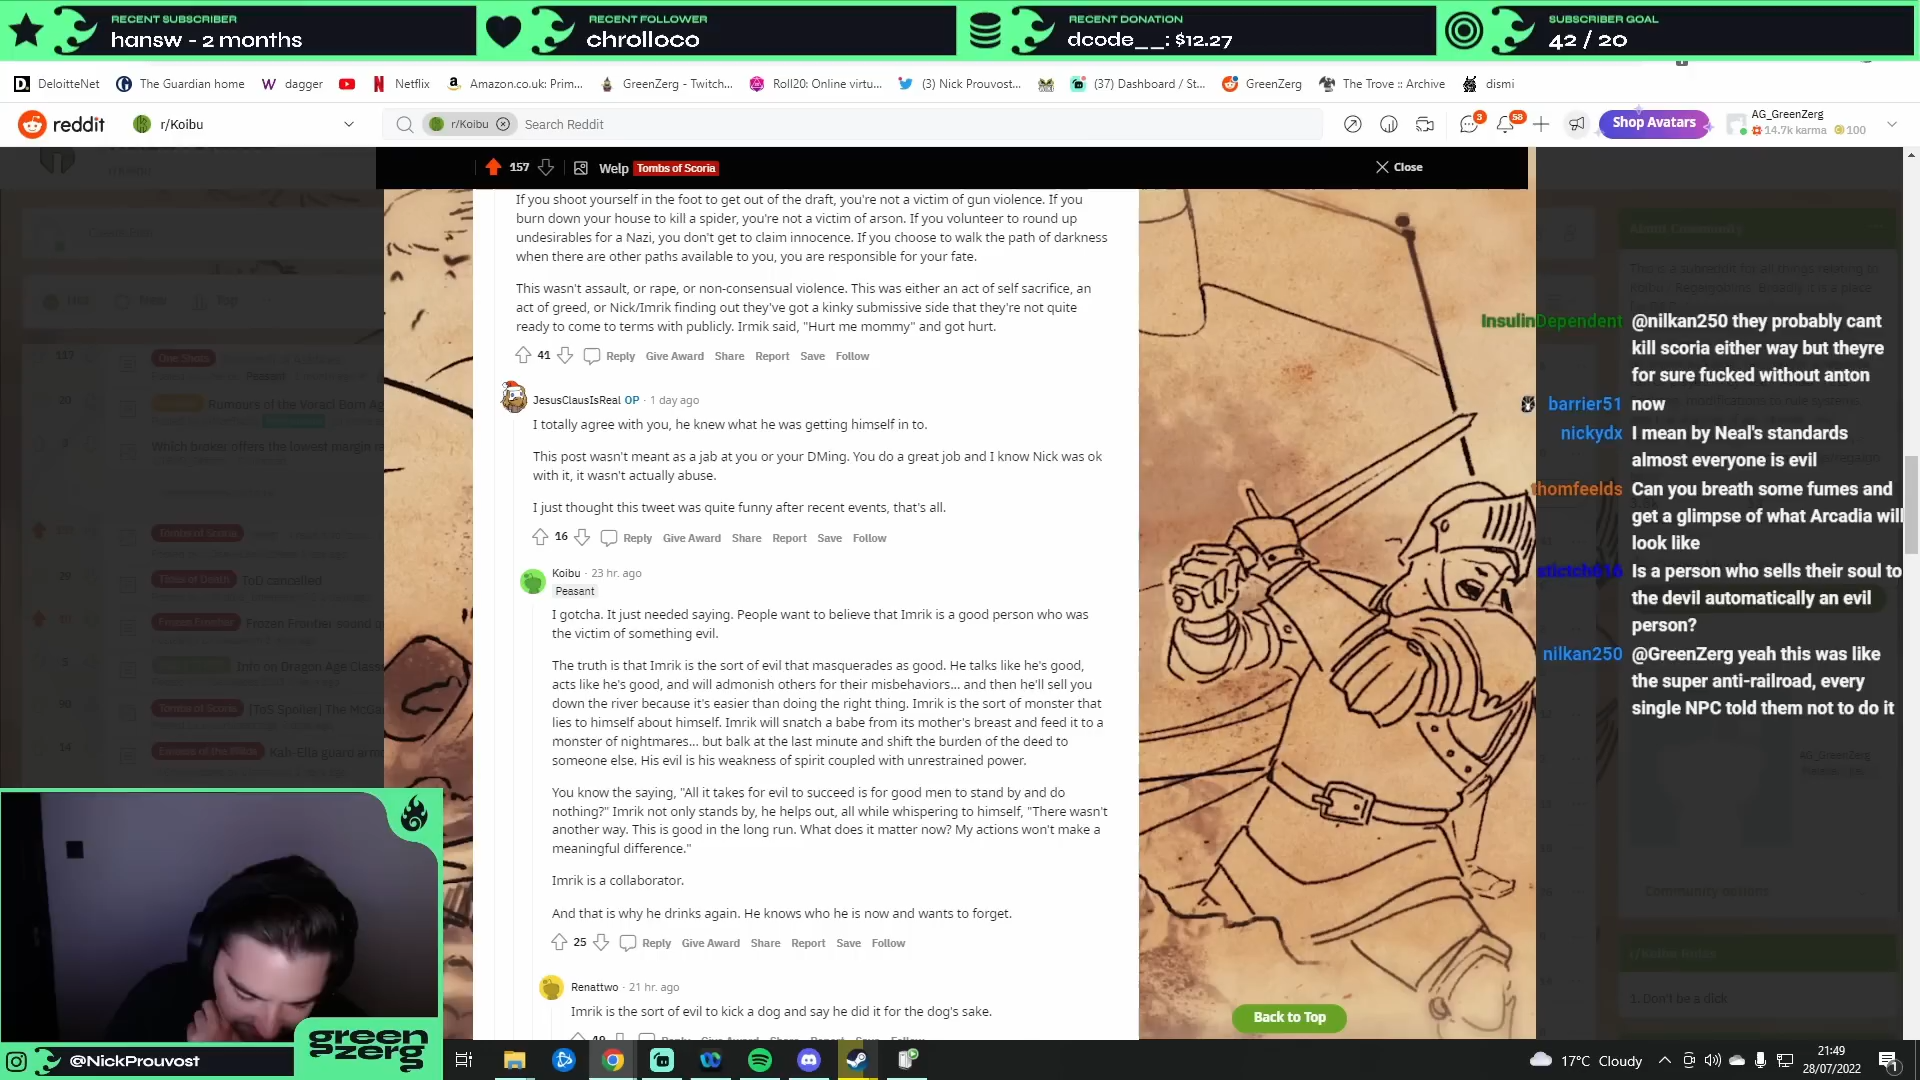 RECENT SUBSCRIBER
hansw - 2 months
RECENT FOLLOWER
chrolloco
RECENT DONATION
dcode__: $12.27
SUBSCRIBER GOAL
42 / 20
DeloitteNet
The Guardian home
dagger
Netflix
Amazon.co.uk: Prim...
GreenZerg - Twitch...
Roll20: Online virtu...
(3) Nick Prouvost...
(37) Dashboard / St...
GreenZerg
The Trove :: Archive
dismi
reddit
r/Koibu
r/Koibu
Search Reddit
3
58
Shop Avatars
AG_GreenZerg
14.7k karma
100
157
Welp
Tombs of Scoria
Close
If you shoot yourself in the foot to get out of the draft, you're not a victim of gun violence. If you
burn down your house to kill a spider, you're not a victim of arson. If you volunteer to round up
undesirables for a Nazi, you don't get to claim innocence. If you choose to walk the path of darkness
when there are other paths available to you, you are responsible for your fate.
This wasn't assault, or rape, or non-consensual violence. This was either an act of self sacrifice, an
act of greed, or Nick/Imrik finding out they've got a kinky submissive side that they're not quite
ready to come to terms with publicly. Irmik said, "Hurt me mommy" and got hurt.
41 Reply Give Award Share Report Save Follow
JesusClausIsReal OP · 1 day ago
I totally agree with you, he knew what he was getting himself in to.
This post wasn't meant as a jab at you or your DMing. You do a great job and I know Nick was ok
with it, it wasn't actually abuse.
I just thought this tweet was quite funny after recent events, that's all.
16 Reply Give Award Share Report Save Follow
Koibu · 23 hr. ago
Peasant
I gotcha. It just needed saying. People want to believe that Imrik is a good person who was
the victim of something evil.
The truth is that Imrik is the sort of evil that masquerades as good. He talks like he's good,
acts like he's good, and will admonish others for their misbehaviors... and then he'll sell you
down the river because it's easier than doing the right thing. Imrik is the sort of monster that
lies to himself about himself. Imrik will snatch a babe from its mother's breast and feed it to a
monster of nightmares... but balk at the last minute and shift the burden of the deed to
someone else. His evil is his weakness of spirit coupled with unrestrained power.
You know the saying, "All it takes for evil to succeed is for good men to stand by and do
nothing?" Imrik not only stands by, he helps out, all while whispering to himself, "There wasn't
another way. This is good in the long run. What does it matter now? My actions won't make a
meaningful difference."
Imrik is a collaborator.
And that is why he drinks again. He knows who he is now and wants to forget.
25 Reply Give Award Share Report Save Follow
Renattwo · 21 hr. ago
Imrik is the sort of evil to kick a dog and say he did it for the dog's sake.
Back to Top
InsulinDependent @nilkan250 they probably cant
kill scoria either way but theyre
for sure fucked without anton
barrier51 now
nickydx I mean by Neal's standards
almost everyone is evil
thomfeelds Can you breath some fumes and
get a glimpse of what Arcadia will
look like
Is a person who sells their soul to
the devil automatically an evil
person?
nilkan250 @GreenZerg yeah this was like
the super anti-railroad, every
single NPC told them not to do it
About Community
Tombs of Scoria
ToD cancelled
Frozen Frontier
Info on Dragon Age Class
AG_GreenZerg
Community options
1. Don't be a dick
green
zerg
@NickProuvost
17°C Cloudy
21:49
28/07/2022
1